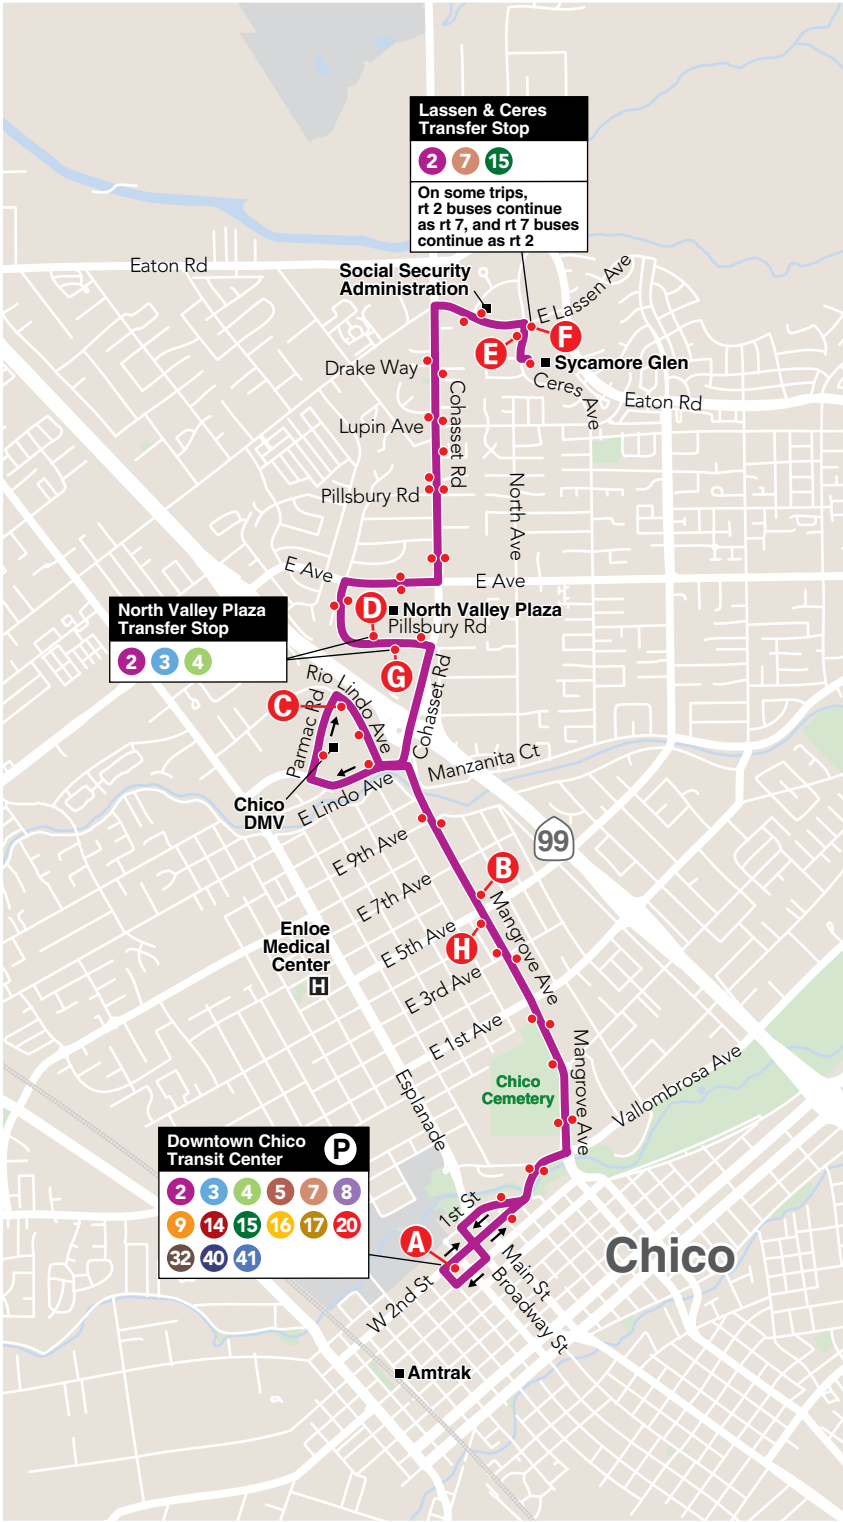 Lassen & Ceres
Transfer Stop
2 7 15
On some trips,
rt 2 buses continue
as rt 7, and rt 7 buses
continue as rt 2
Eaton Rd
Social Security
Administration
E Lassen Ave
F
E
Sycamore Glen
Drake Way
Ceres Ave
Eaton Rd
Cohasset Rd
Lupin Ave
Pillsbury Rd
North Ave
E Ave
E Ave
North Valley Plaza
Transfer Stop
2 3 4
D
North Valley Plaza
Pillsbury Rd
G
Rio Lindo Ave
C
Parmac Rd
Cohasset Rd
Manzanita Ct
Chico
DMV
E Lindo Ave
99
E 9th Ave
B
E 7th Ave
Mangrove Ave
Enloe
Medical
Center
H
E 5th Ave
H
E 3rd Ave
E 1st Ave
Mangrove Ave
Chico
Cemetery
Vallombrosa Ave
Esplanade
Downtown Chico
Transit Center
P
2 3 4 5 7 8
9 14 15 16 17 20
32 40 41
1st St
A
Main St
Broadway St
W 2nd St
Chico
Amtrak